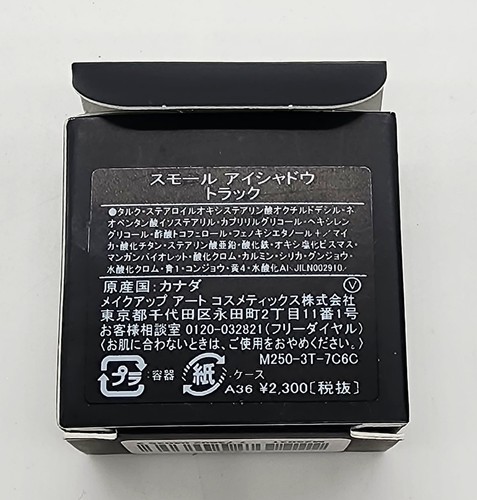 スモール アイシャドウ
トラック
●タルク・ステアロイルオキシステアリン酸オクチルドデシル・ネ
オペンタン酸イソステアリル・カプリリルグリコール・ヘキシレン
グリコール・酢酸トコフェロール・フェノキシエタノール +/マイ
カ・酸化チタン・ステアリン酸亜鉛・酸化鉄・オキシ塩化ビスマス・
マンガンバイオレット・酸化クロム・カルミン・シリカ・グンジョウ・
水酸化クロム・青1・コンジョウ・黄4・水酸化Al<JILN002910>
原産国:カナダ Ⓥ
メイクアップ アート コスメティックス株式会社
東京都千代田区永田町2丁目11番1号
お客様相談室 0120-032821(フリーダイヤル)
〈お肌に合わないときは、ご使用をおやめください。〉
M250-3T-7C6C
プラ :容器 紙 :ケース
A36 ¥2,300[税抜]